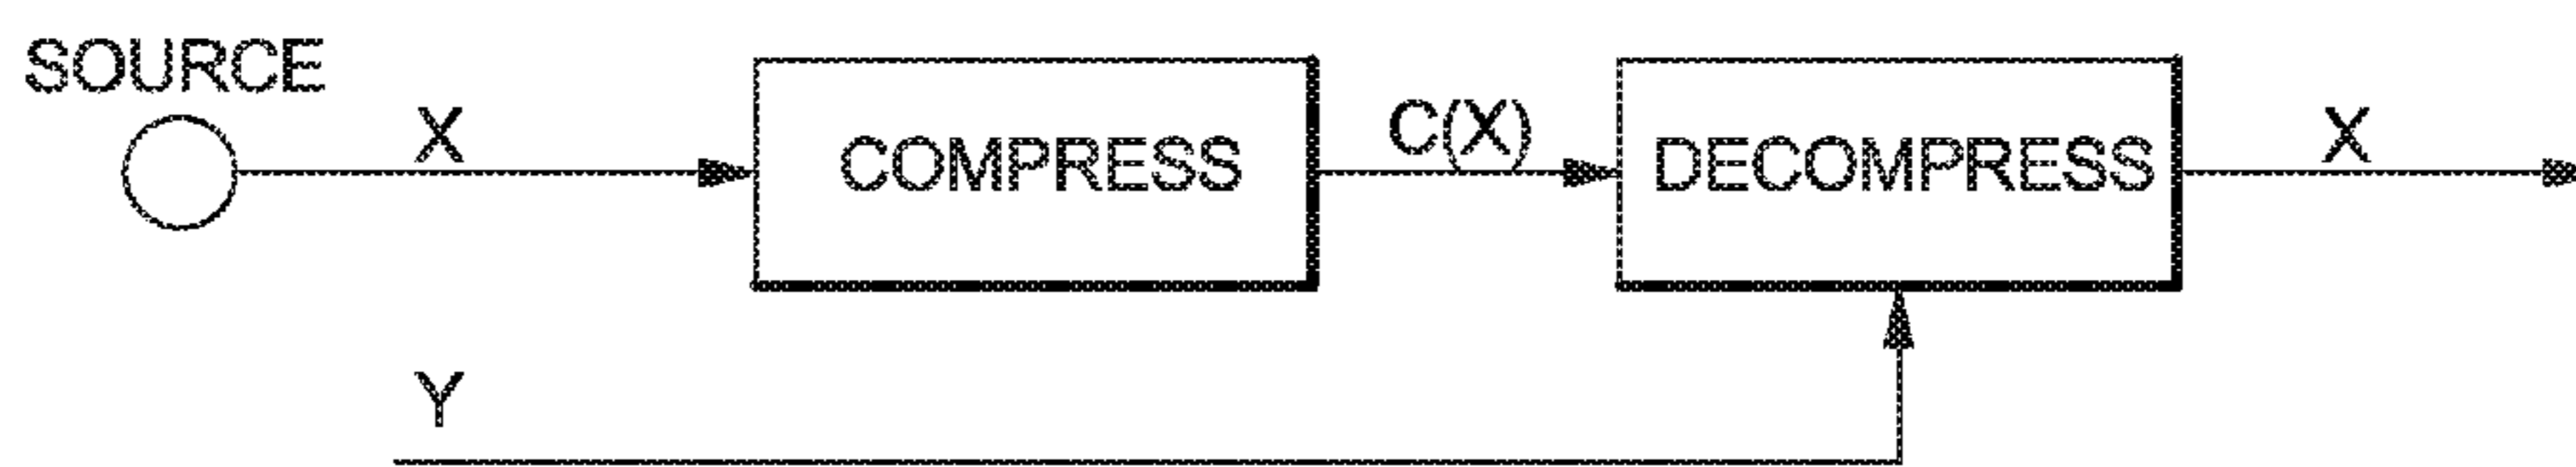 SOURCE
X
COMPRESS
C(X)
DECOMPRESS
X
Y